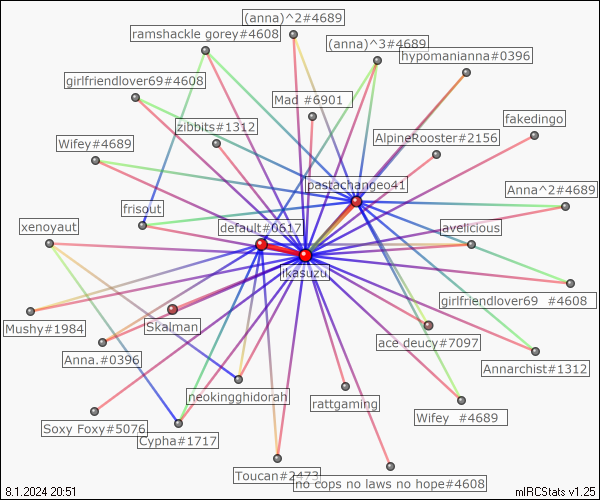 (anna)^2#4689
ramshackle gorey#4608
(anna)^3#4689
hypomanianna#0396
girlfriendlover69#4608
Mad #6901
zibbits#1312
fakedingo
AlpineRooster#2156
Wifey#4689
pastachangeo41
Anna^2#4689
frisout
xenoyaut
default#0617
javelicious
ikasuzu
girlfriendlover69 #4608
Skalman
Mushy#1984
ace deucy#7097
Anna.#0396
Annarchist#1312
neokingghidorah
rattgaming
Wifey #4689
Soxy Foxy#5076
Cypha#1717
Toucan#2473
no cops no laws no hope#4608
8.1.2024 20:51
mIRCStats v1.25